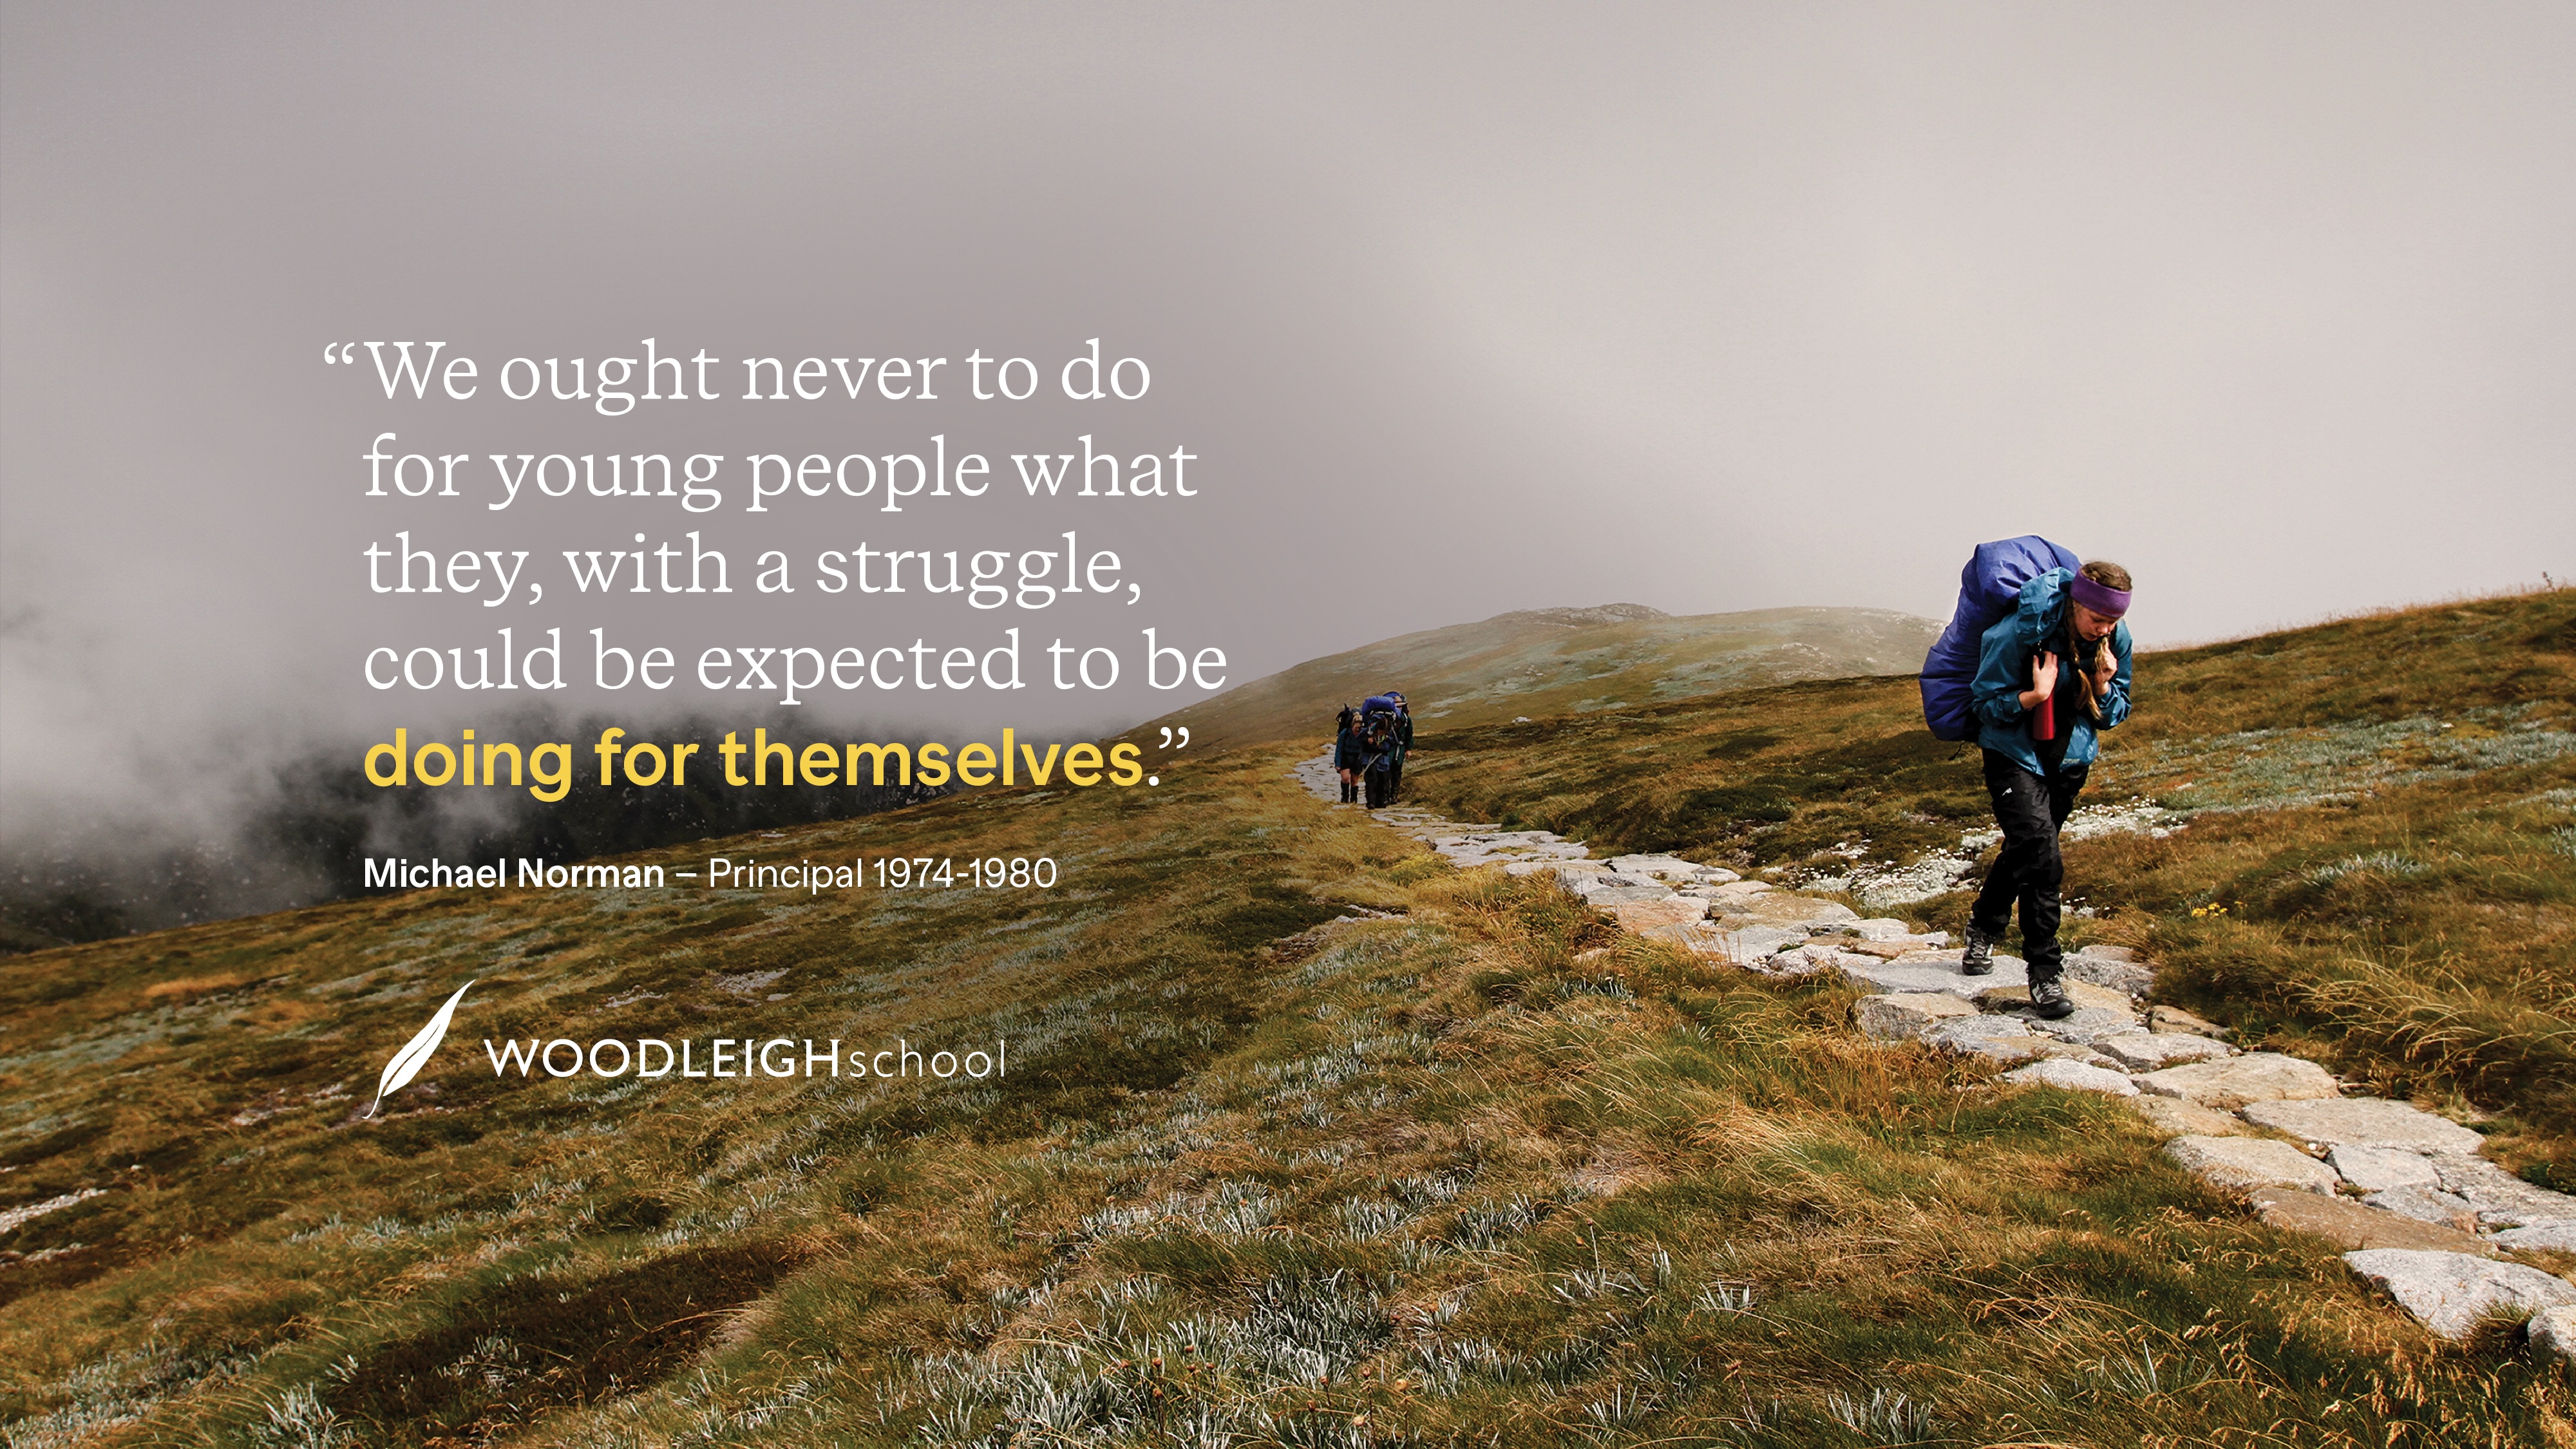 “We ought never to do
for young people what
they, with a struggle,
could be expected to be
doing for themselves.”
Michael Norman – Principal 1974-1980
WOODLEIGHschool